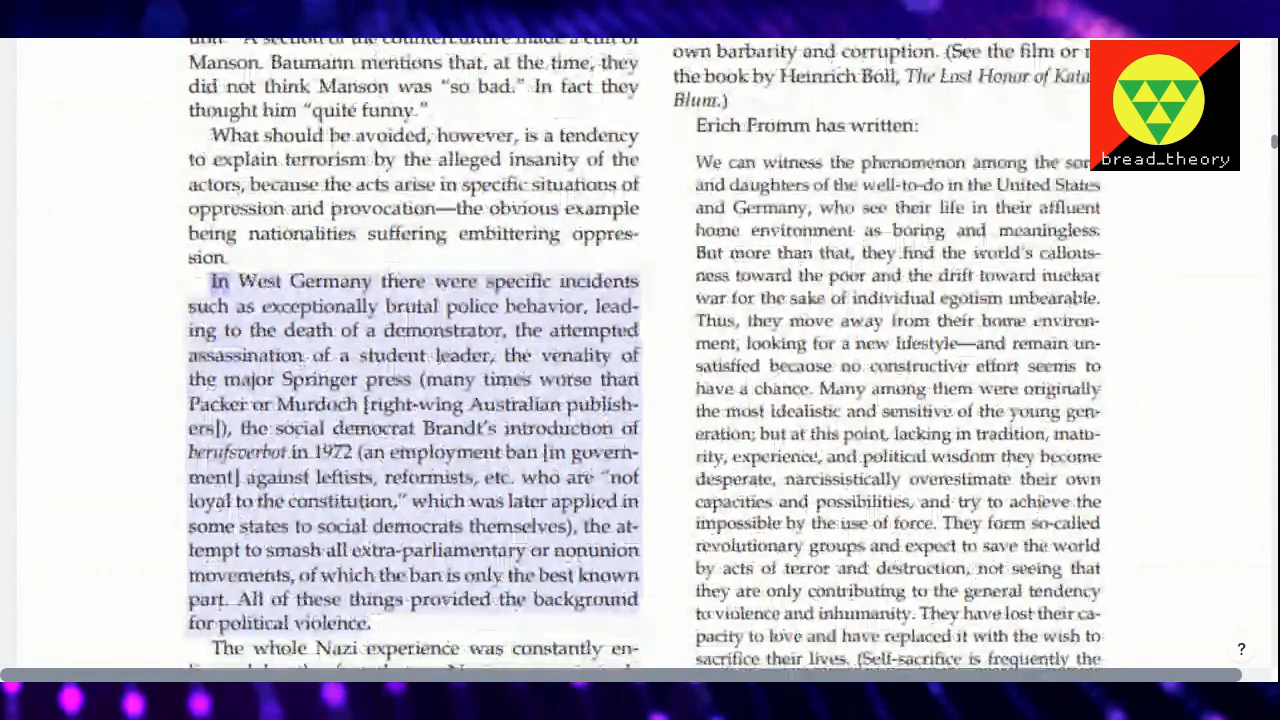 Manson. Baumann mentions that, at the time, they
did not think Manson was "so bad." In fact they
thought him "quite funny."
What should be avoided, however, is a tendency
to explain terrorism by the alleged insanity of the
actors, because the acts arise in specific situations of
oppression and provocation—the obvious example
being nationalities suffering embittering oppres-
sion.
In West Germany there were specific incidents
such as exceptionally brutal police behavior, lead-
ing to the death of a demonstrator, the attempted
assassination of a student leader, the venality of
the major Springer press (many times worse than
Packer or Murdoch [right-wing Australian publish-
ers]), the social democrat Brandt's introduction of
berufsverbot in 1972 (an employment ban [in govern-
ment] against leftists, reformists, etc. who are "not
loyal to the constitution," which was later applied in
some states to social democrats themselves), the at-
tempt to smash all extra-parliamentary or nonunion
movements, of which the ban is only the best known
part. All of these things provided the background
for political violence.
The whole Nazi experience was constantly en-
own barbarity and corruption. (See the film or
the book by Heinrich Boll, The Lost Honor of Kata
Blum.)
Erich Fromm has written:
We can witness the phenomenon among the son
and daughters of the well-to-do in the United States
and Germany, who see their life in their affluent
home environment as boring and meaningless.
But more than that, they find the world's callous-
ness toward the poor and the drift toward nuclear
war for the sake of individual egotism unbearable.
Thus, they move away from their home environ-
ment, looking for a new lifestyle—and remain un-
satisfied because no constructive effort seems to
have a chance. Many among them were originally
the most idealistic and sensitive of the young gen-
eration; but at this point, lacking in tradition, matu-
rity, experience, and political wisdom they become
desperate, narcissistically overestimate their own
capacities and possibilities, and try to achieve the
impossible by the use of force. They form so-called
revolutionary groups and expect to save the world
by acts of terror and destruction, not seeing that
they are only contributing to the general tendency
to violence and inhumanity. They have lost their ca-
pacity to love and have replaced it with the wish to
sacrifice their lives. (Self-sacrifice is frequently the
bread_theory
?